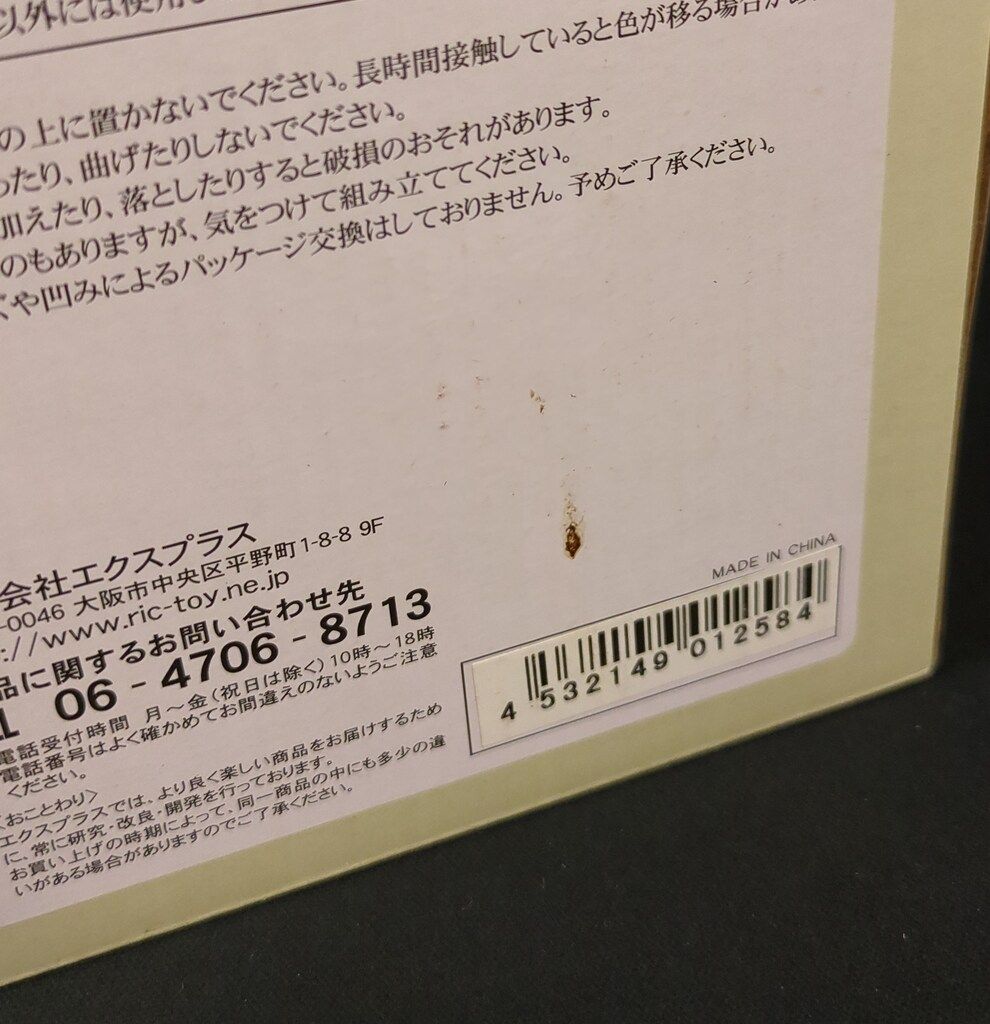 以外には使用
の上に置かないでください。長時間接触していると色が移る場合が
ったり、曲げたりしないでください。
加えたり、落としたりすると破損のおそれがあります。
のもありますが、気をつけて組み立ててください。
や凹みによるパッケージ交換はしておりません。予めご了承ください。
会社エクスプラス
-0046 大阪市中央区平野町1-8-8 9F
://www.ric-toy.ne.jp
品に関するお問い合わせ先
06-4706-8713
電話受付時間 月～金(祝日は除く)10時～18時
電話番号はよく確かめてお間違えのないようご注意
ください。
おことわり〉
エクスプラスでは、より良く楽しい商品をお届けするため
に、常に研究・改良・開発を行っております。
お買い上げの時期によって、同一商品の中にも多少の違
いがある場合がありますのでご了承ください。
MADE IN CHINA
4 532149 012584